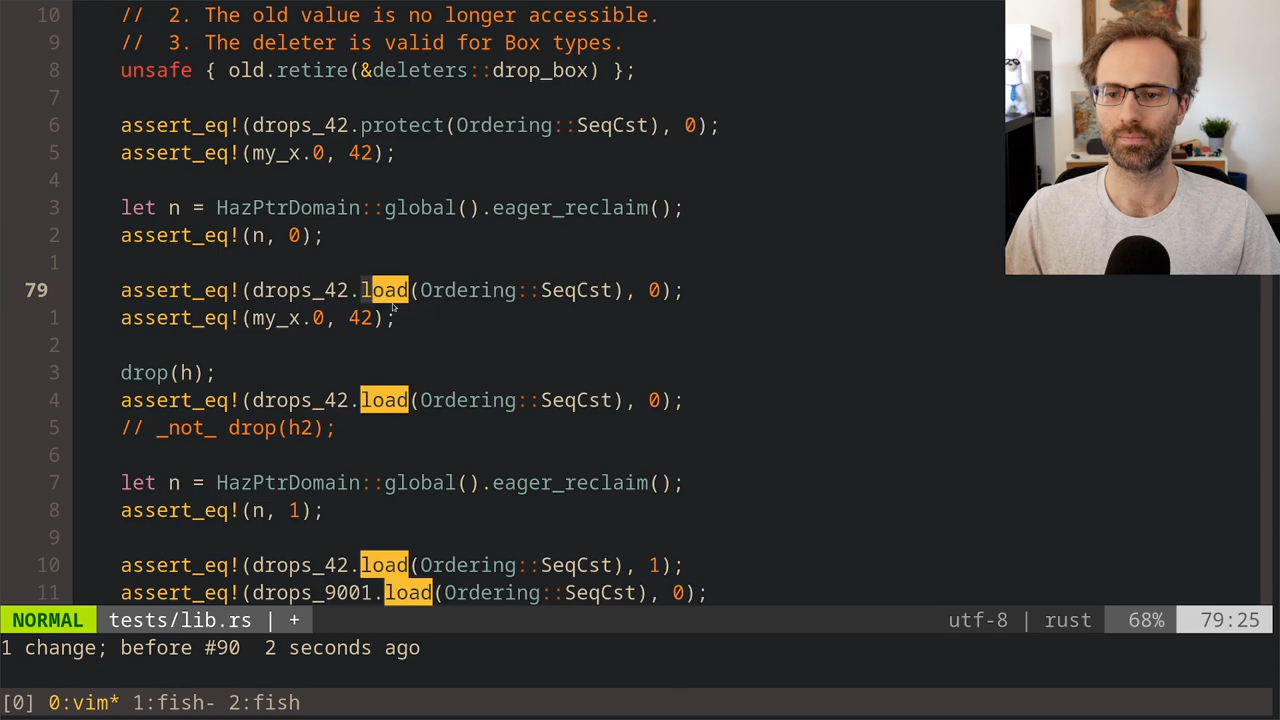 10 //  2. The old value is no longer accessible.
9 //  3. The deleter is valid for Box types.
8 unsafe { old.retire(&deleters::drop_box) };
7
6 assert_eq!(drops_42.protect(Ordering::SeqCst), 0);
5 assert_eq!(my_x.0, 42);
4
3 let n = HazPtrDomain::global().eager_reclaim();
2 assert_eq!(n, 0);
1
79 assert_eq!(drops_42.load(Ordering::SeqCst), 0);
1 assert_eq!(my_x.0, 42);
2
3 drop(h);
4 assert_eq!(drops_42.load(Ordering::SeqCst), 0);
5 // _not_ drop(h2);
6
7 let n = HazPtrDomain::global().eager_reclaim();
8 assert_eq!(n, 1);
9
10 assert_eq!(drops_42.load(Ordering::SeqCst), 1);
11 assert_eq!(drops_9001.load(Ordering::SeqCst), 0);
NORMAL tests/lib.rs | + utf-8 | rust 68% 79:25
1 change; before #90  2 seconds ago
[0] 0:vim* 1:fish- 2:fish